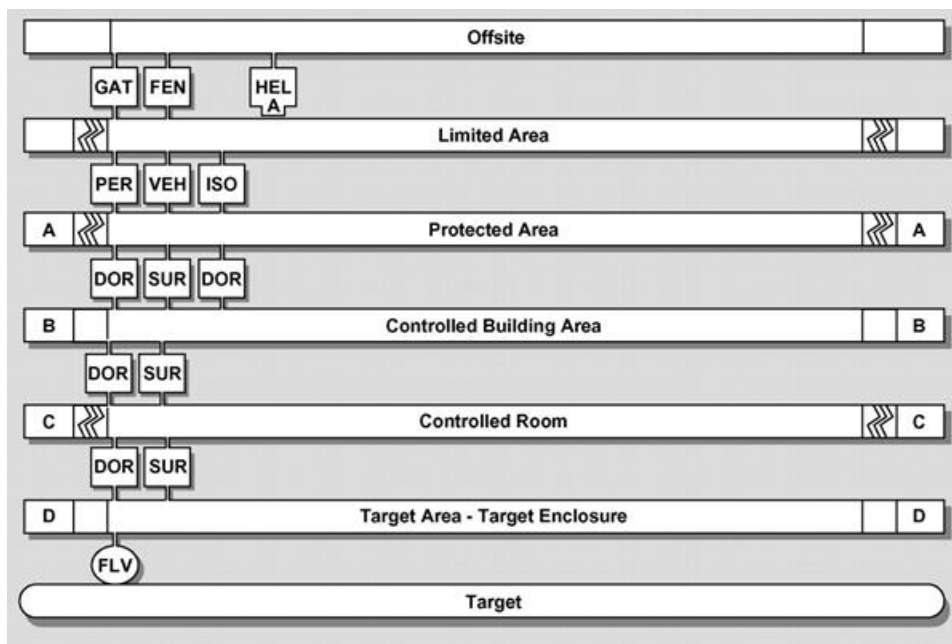 Offsite
GAT FEN HEL
A
Limited Area
PER VEH ISO
A Protected Area A
DOR SUR DOR
B Controlled Building Area B
DOR SUR
C Controlled Room C
DOR SUR
D Target Area - Target Enclosure D
FLV
Target